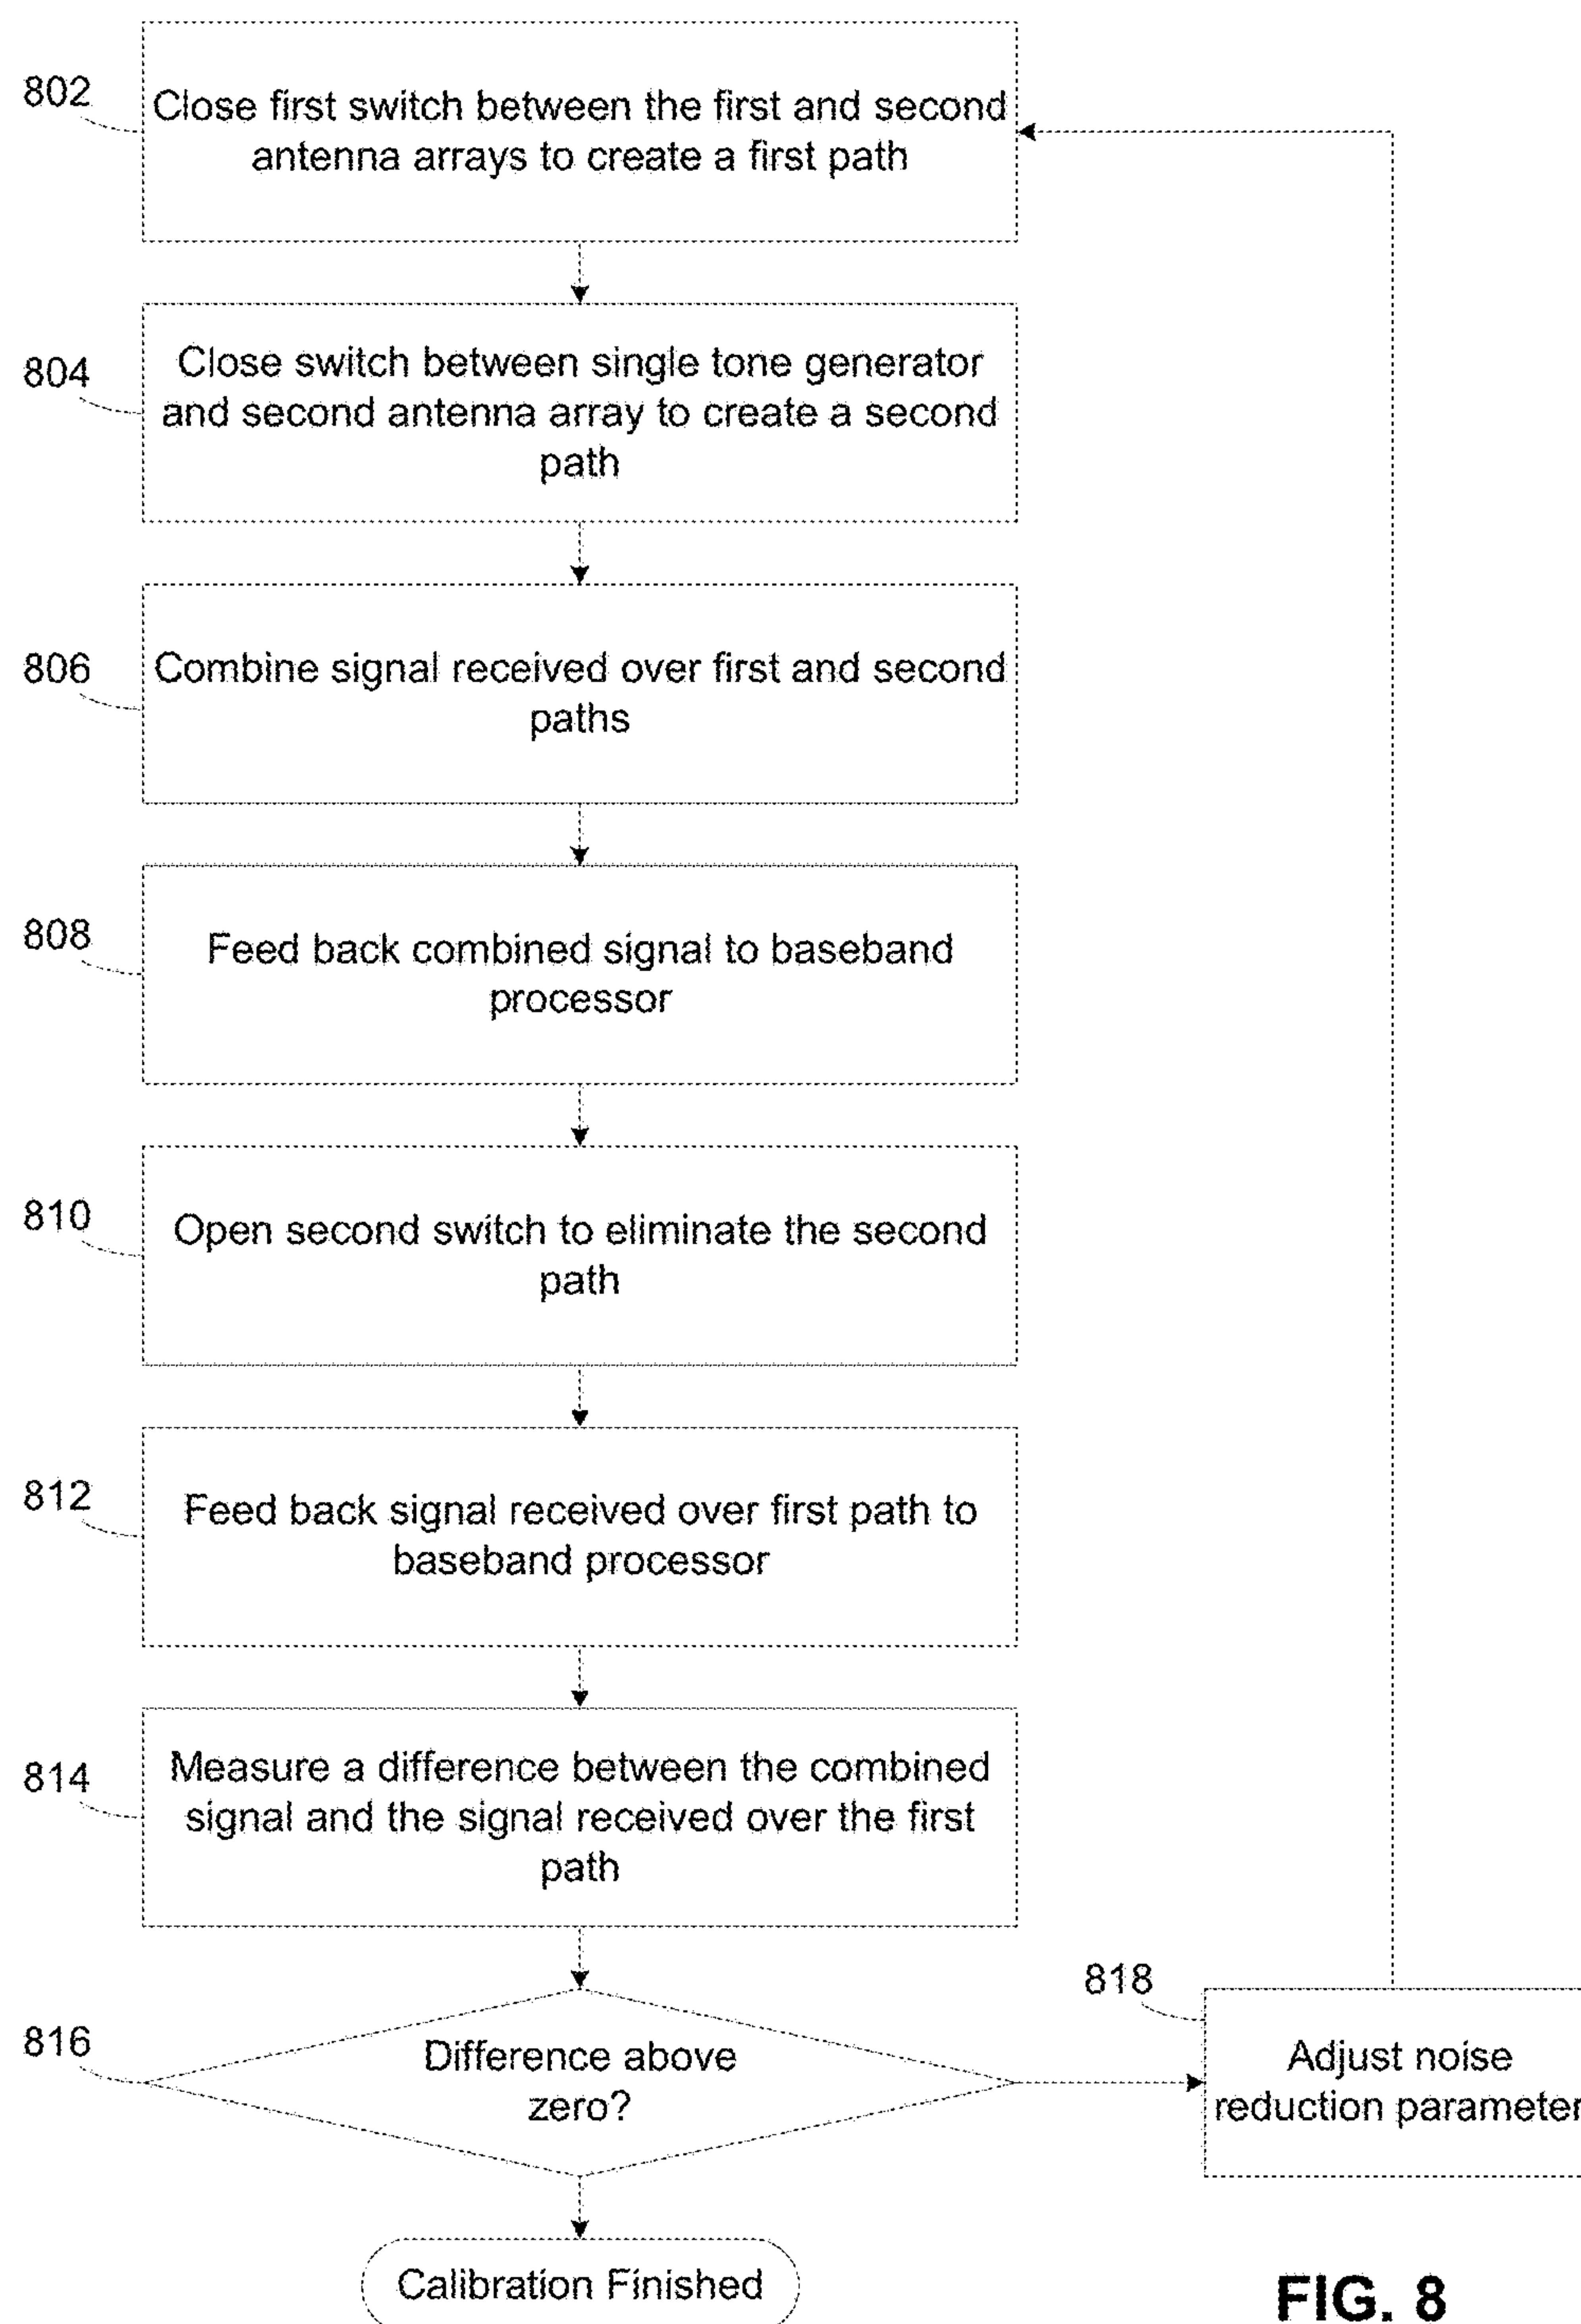 802
Close first switch between the first and second
antenna arrays to create a first path
804
Close switch between single tone generator
and second antenna array to create a second
path
806
Combine signal received over first and second
paths
808
Feed back combined signal to baseband
processor
810
Open second switch to eliminate the second
path
812
Feed back signal received over first path to
baseband processor
814
Measure a difference between the combined
signal and the signal received over the first
path
816
Difference above
zero?
818
Adjust noise
reduction parameter
Calibration Finished
FIG. 8